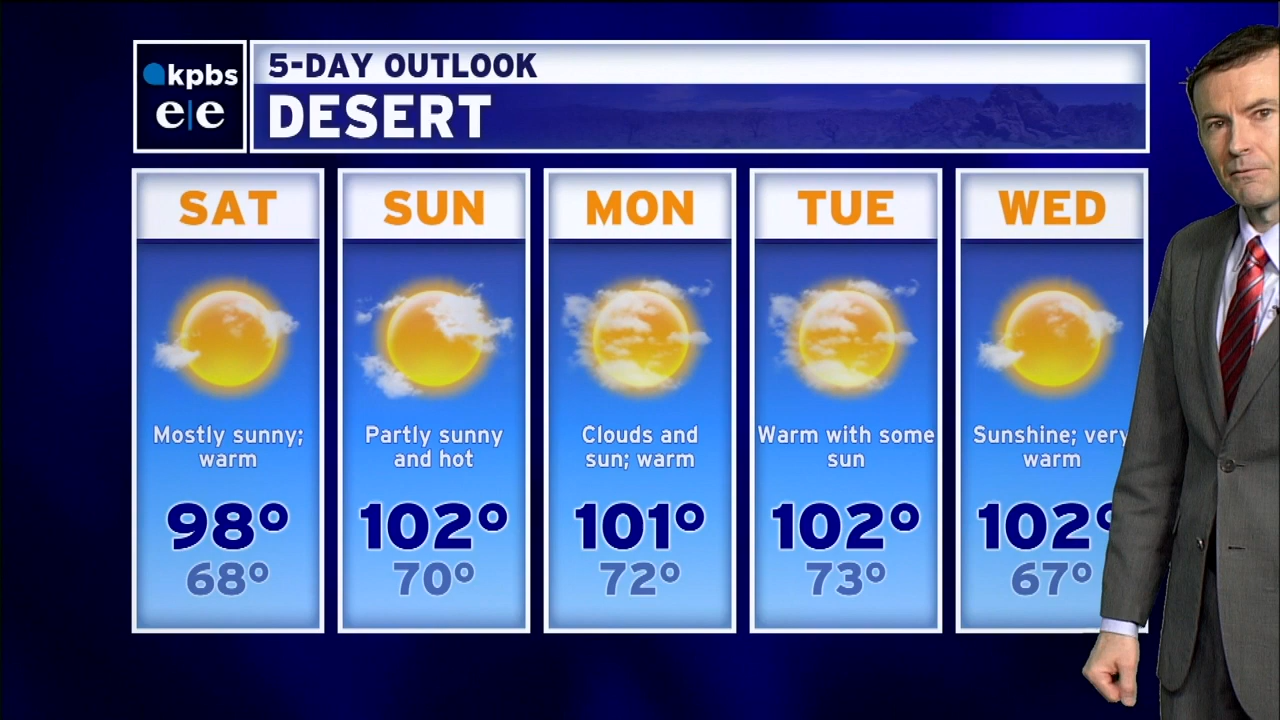 kpbs
e|e
5-DAY OUTLOOK
DESERT
SAT
Mostly sunny;
warm
98°
68°
SUN
Partly sunny
and hot
102°
70°
MON
Clouds and
sun; warm
101°
72°
TUE
Warm with some
sun
102°
73°
WED
Sunshine; very
warm
102°
67°